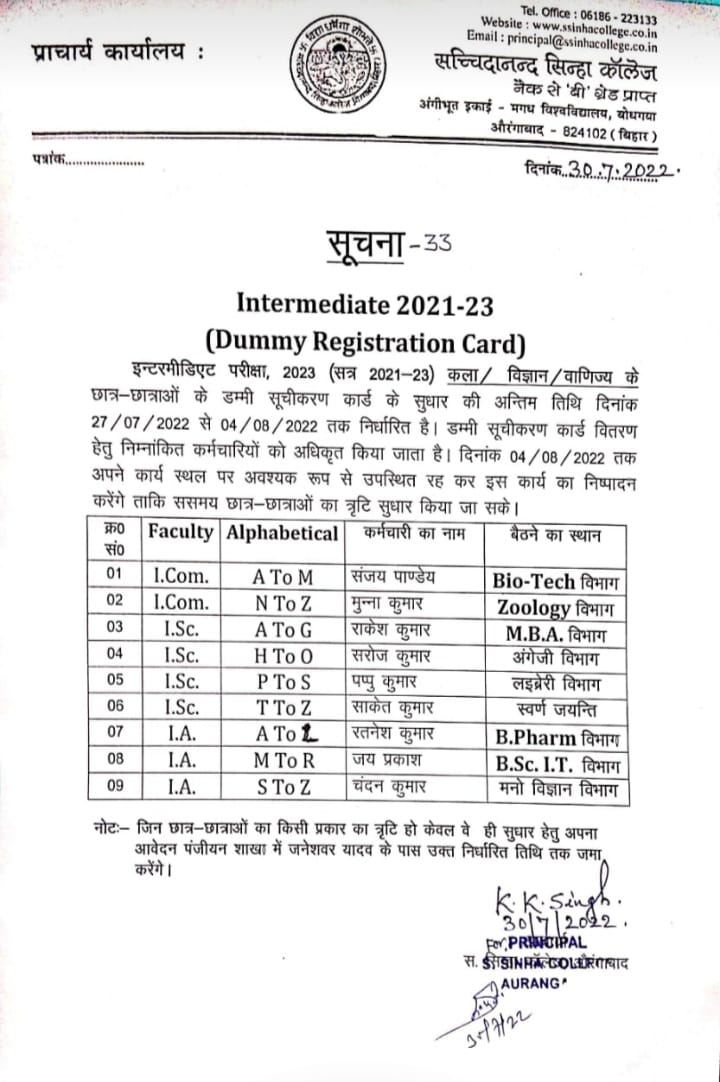 Tel. Office : 06186 - 223133
Website : www.ssinhacollege.co.in
Email : principal@ssinhacollege.co.in
प्राचार्य कार्यालय :
सच्चिदानन्द सिन्हा कॉलेज
नैक से 'बी' ग्रेड प्राप्त
अंगीभूत इकाई - मगध विश्वविद्यालय, बोधगया
औरंगाबाद - 824102 ( बिहार )
पत्रांक......................
दिनांक..30.7.2022.
सूचना -33
Intermediate 2021-23
(Dummy Registration Card)
इन्टरमीडिएट परीक्षा, 2023 (सत्र 2021–23) कला/ विज्ञान/वाणिज्य के
छात्र–छात्राओं के डम्मी सूचीकरण कार्ड के सुधार की अन्तिम तिथि दिनांक
27/07/2022 से 04/08/2022 तक निर्धारित है। डम्मी सूचीकरण कार्ड वितरण
हेतु निम्नांकित कर्मचारियों को अधिकृत किया जाता है। दिनांक 04/08/2022 तक
अपने कार्य स्थल पर अवश्यक रूप से उपस्थित रह कर इस कार्य का निष्पादन
करेंगे ताकि ससमय छात्र–छात्राओं का त्रृटि सुधार किया जा सके।
क्र0 सं0 Faculty Alphabetical कर्मचारी का नाम बैठने का स्थान
01 I.Com. A To M संजय पाण्डेय Bio-Tech विभाग
02 I.Com. N To Z मुन्ना कुमार Zoology विभाग
03 I.Sc. A To G राकेश कुमार M.B.A. विभाग
04 I.Sc. H To O सरोज कुमार अंगेजी विभाग
05 I.Sc. P To S पप्पु कुमार लइब्रेरी विभाग
06 I.Sc. T To Z साकेत कुमार स्वर्ण जयन्ति
07 I.A. A To L रतनेश कुमार B.Pharm विभाग
08 I.A. M To R जय प्रकाश B.Sc. I.T. विभाग
09 I.A. S To Z चंदन कुमार मनो विज्ञान विभाग
नोटः– जिन छात्र–छात्राओं का किसी प्रकार का त्रृटि हो केवल वे ही सुधार हेतु अपना
आवेदन पंजीयन शाखा में जनेश्वर यादव के पास उक्त निर्धारित तिथि तक जमा
करेंगे।
K. K. Singh.
30/7/2022.
For, PRINCIPAL
S. SINHA
AURANG
30/7/22